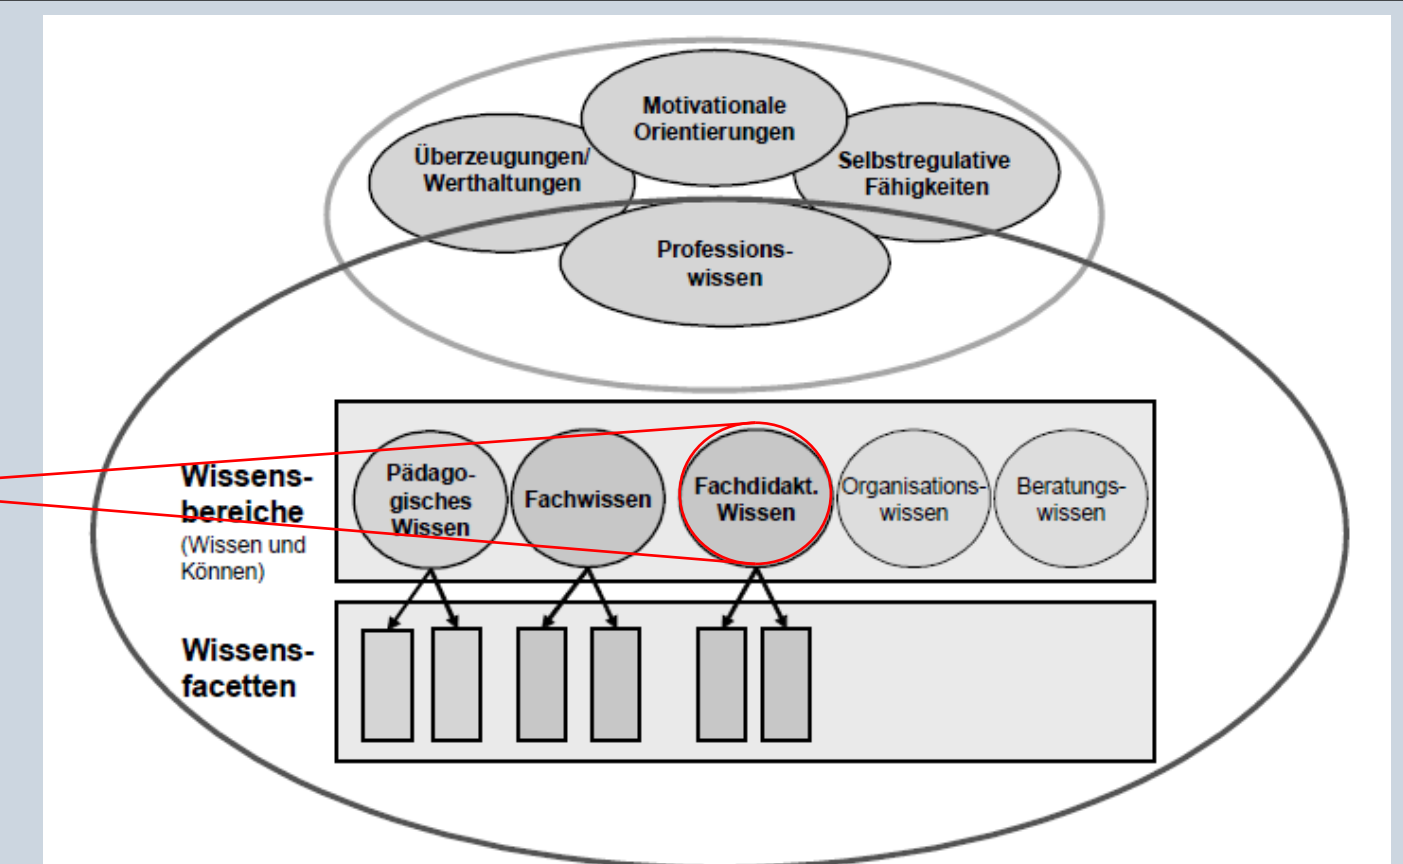 Motivationale
Orientierungen
Überzeugungen/
Werthaltungen
Selbstregulative
Fähigkeiten
Professions-
wissen
Wissens-
bereiche
(Wissen und
Können)
Pädago-
gisches
Wissen
Fachwissen
Fachdidakt.
Wissen
Organisations-
wissen
Beratungs-
wissen
Wissens-
facetten